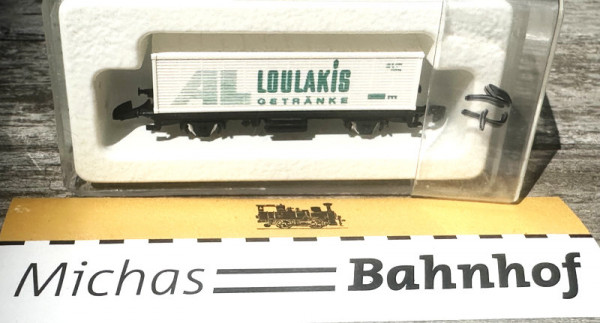 AL LOULAKIS
GETRÄNKE
Michas Bahnhof